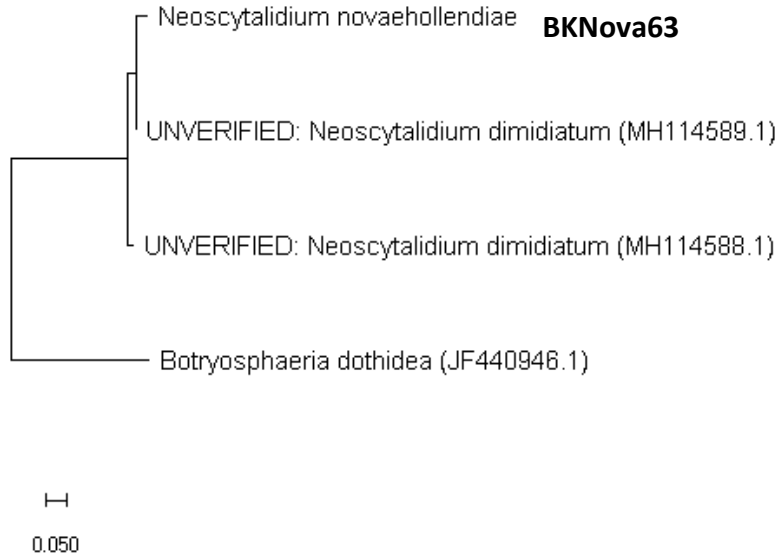 Neoscytalidium novaehollendiae BKNova63
UNVERIFIED: Neoscytalidium dimidiatum (MH114589.1)
UNVERIFIED: Neoscytalidium dimidiatum (MH114588.1)
Botryosphaeria dothidea (JF440946.1)
0.050